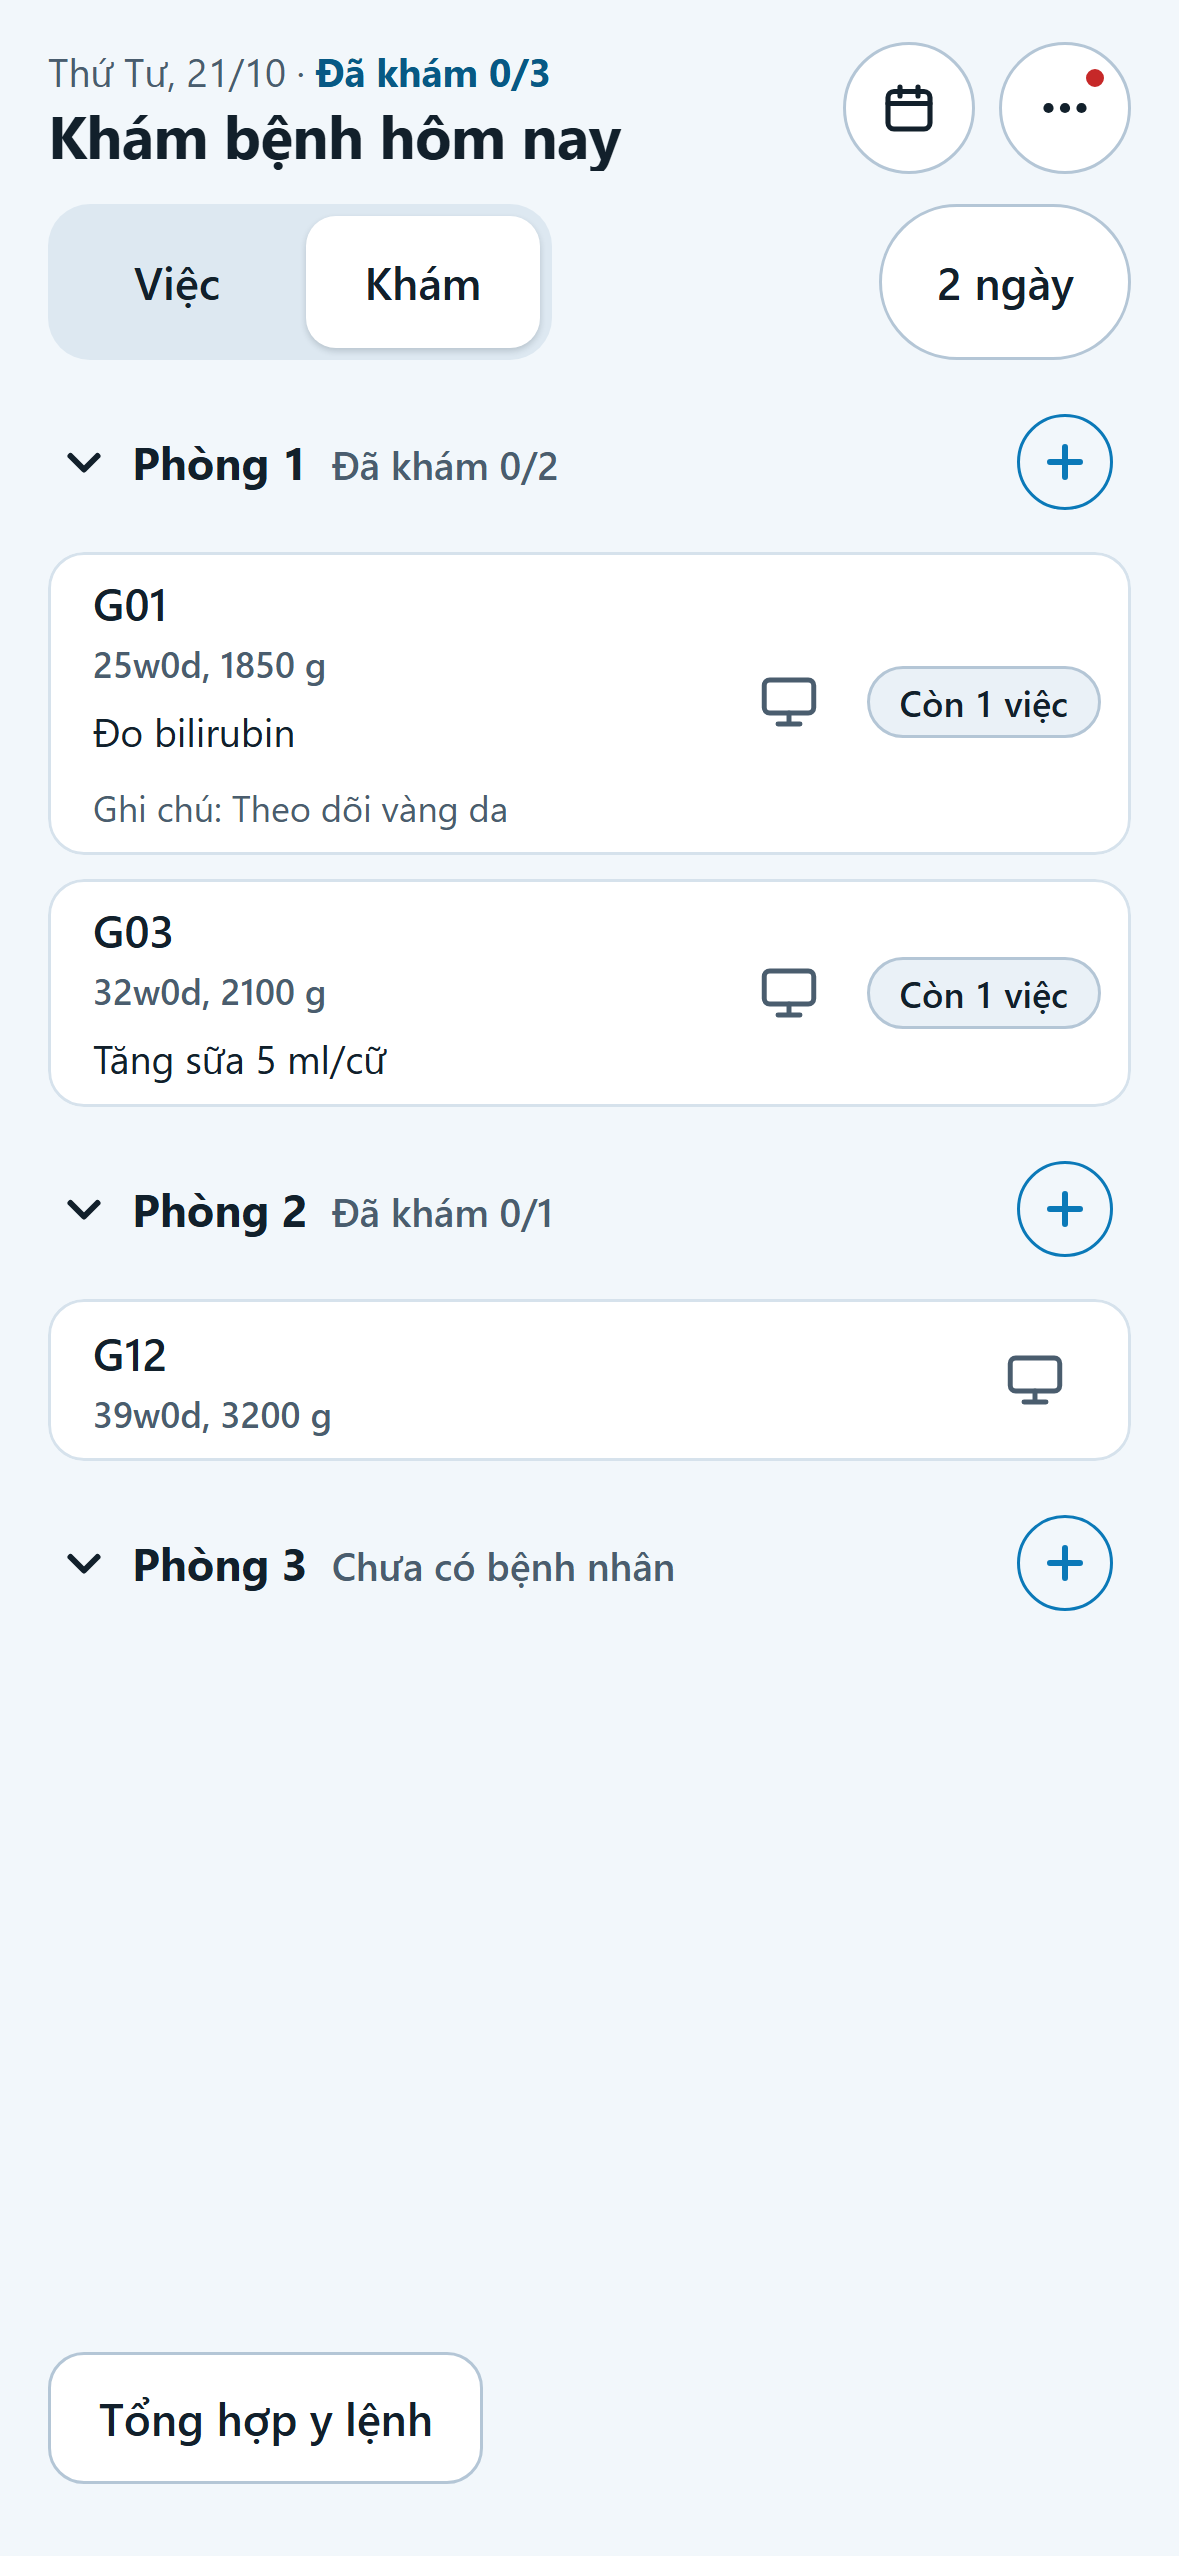 Thứ Tư, 21/10 · Đã khám 0/3
Khám bệnh hôm nay
Việc
Khám
2 ngày
Phòng 1 Đã khám 0/2
G01
25w0d, 1850 g
Đo bilirubin
Ghi chú: Theo dõi vàng da
Còn 1 việc
G03
32w0d, 2100 g
Tăng sữa 5 ml/cữ
Còn 1 việc
Phòng 2 Đã khám 0/1
G12
39w0d, 3200 g
Phòng 3 Chưa có bệnh nhân
Tổng hợp y lệnh